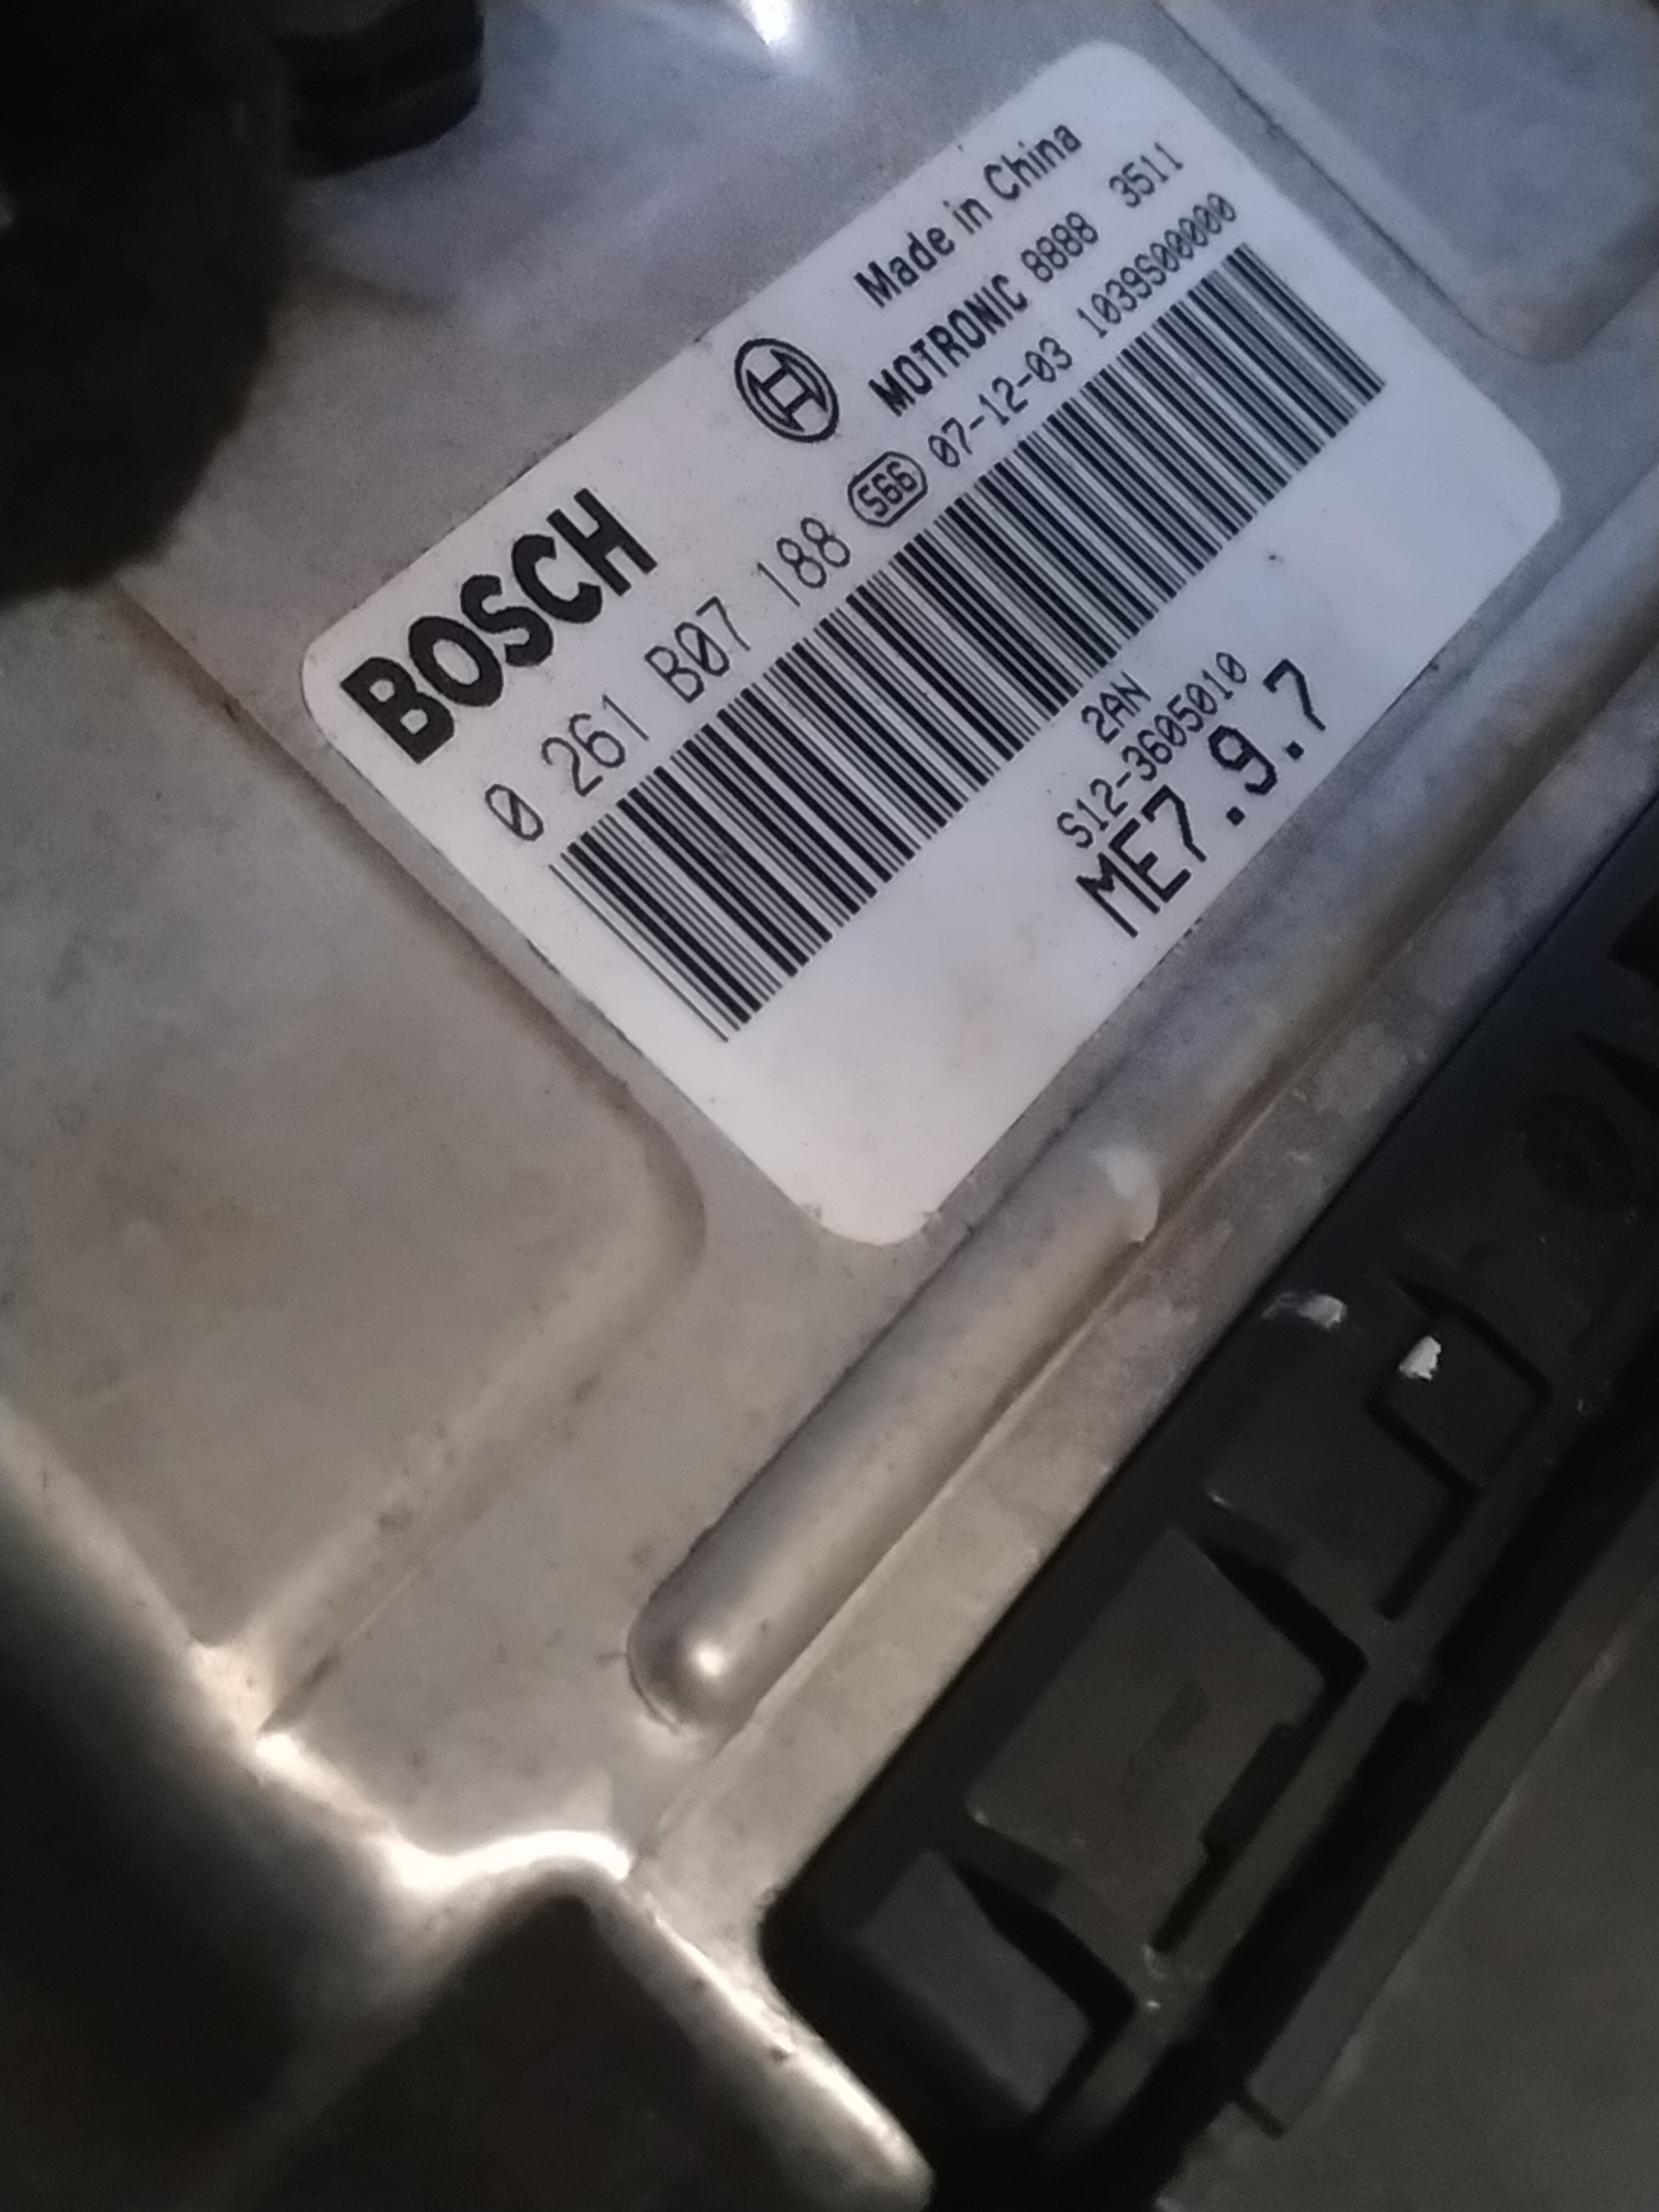 Made in China
BOSCH
MOTRONIC 8888 3511
0 261 B07 188 566 07-12-03 1039S00000
2AN
S12-3605010
ME7.9.7